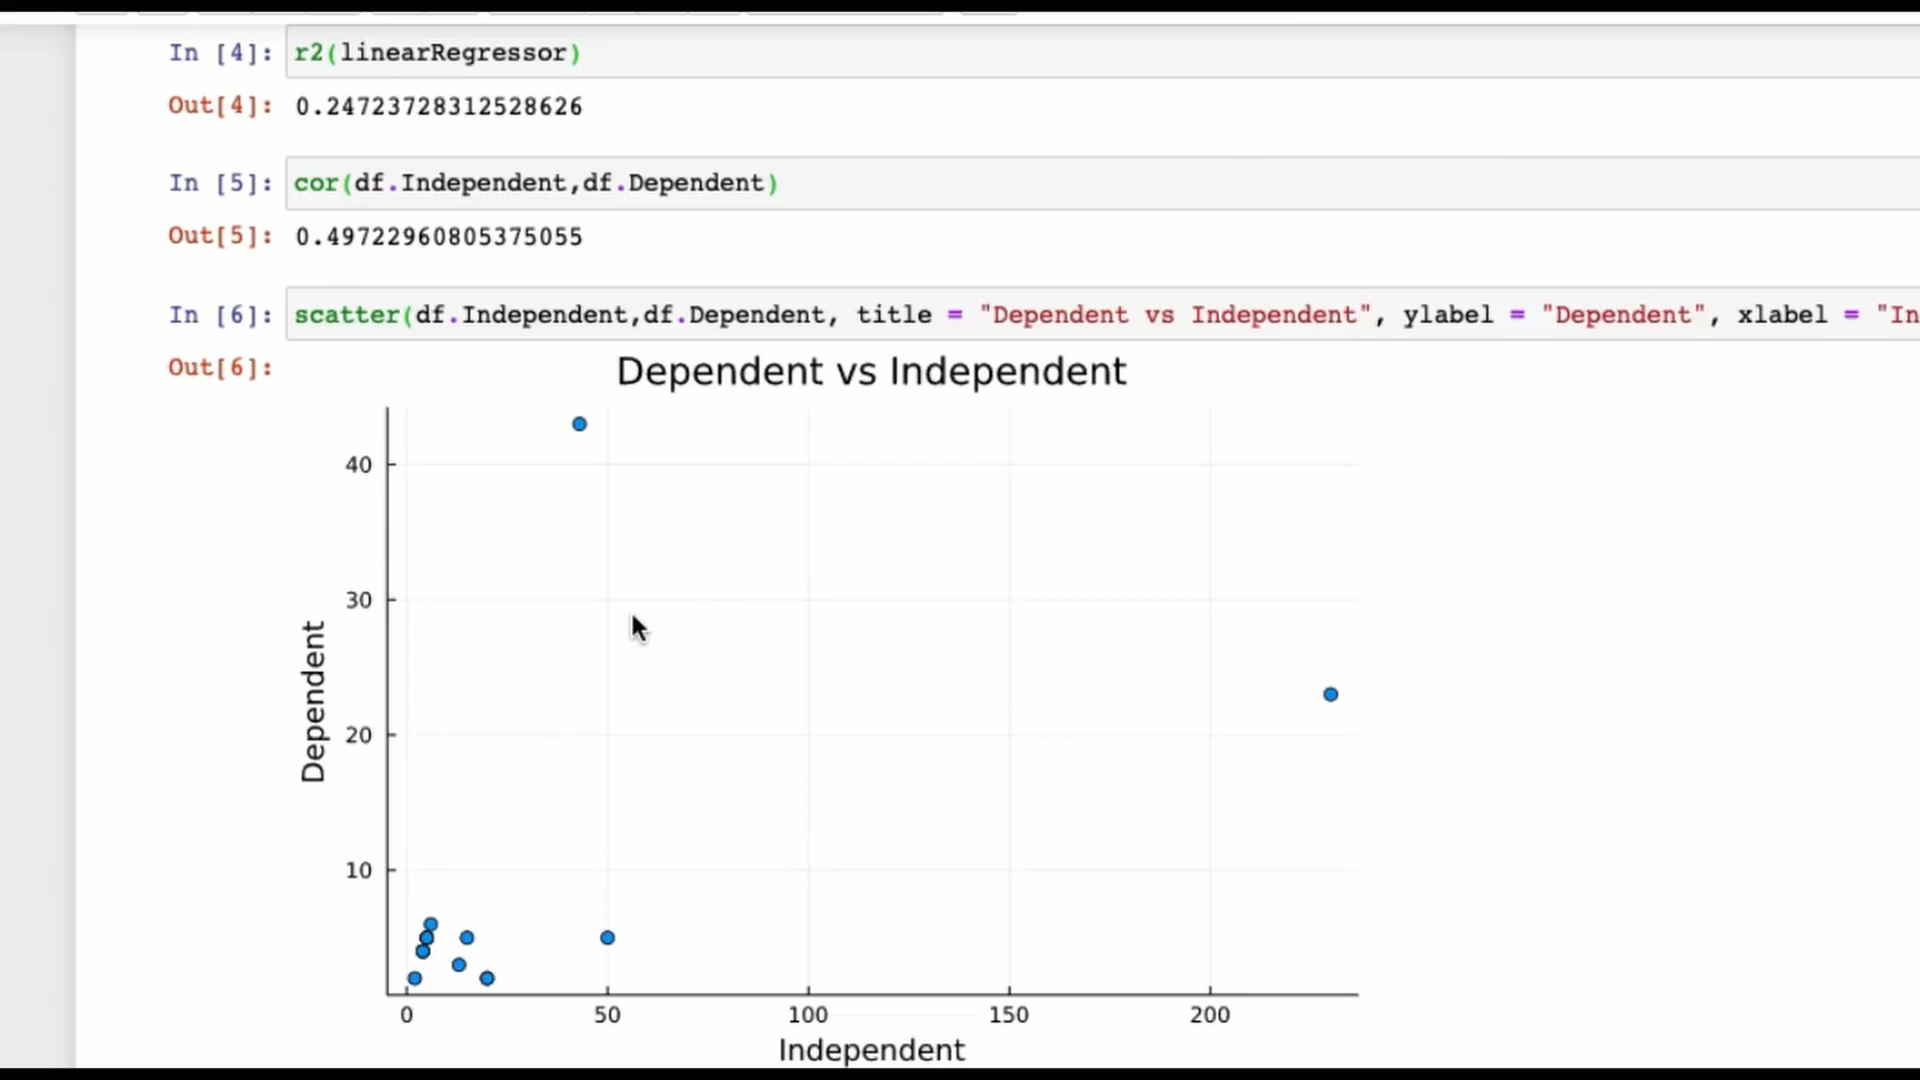 In [4]: r2(linearRegressor)
Out[4]: 0.24723728312528626
In [5]: cor(df.Independent,df.Dependent)
Out[5]: 0.49722960805375055
In [6]: scatter(df.Independent,df.Dependent, title = "Dependent vs Independent", ylabel = "Dependent", xlabel = "In
Out[6]:
Dependent vs Independent
40
30
20
10
Dependent
0 50 100 150 200
Independent